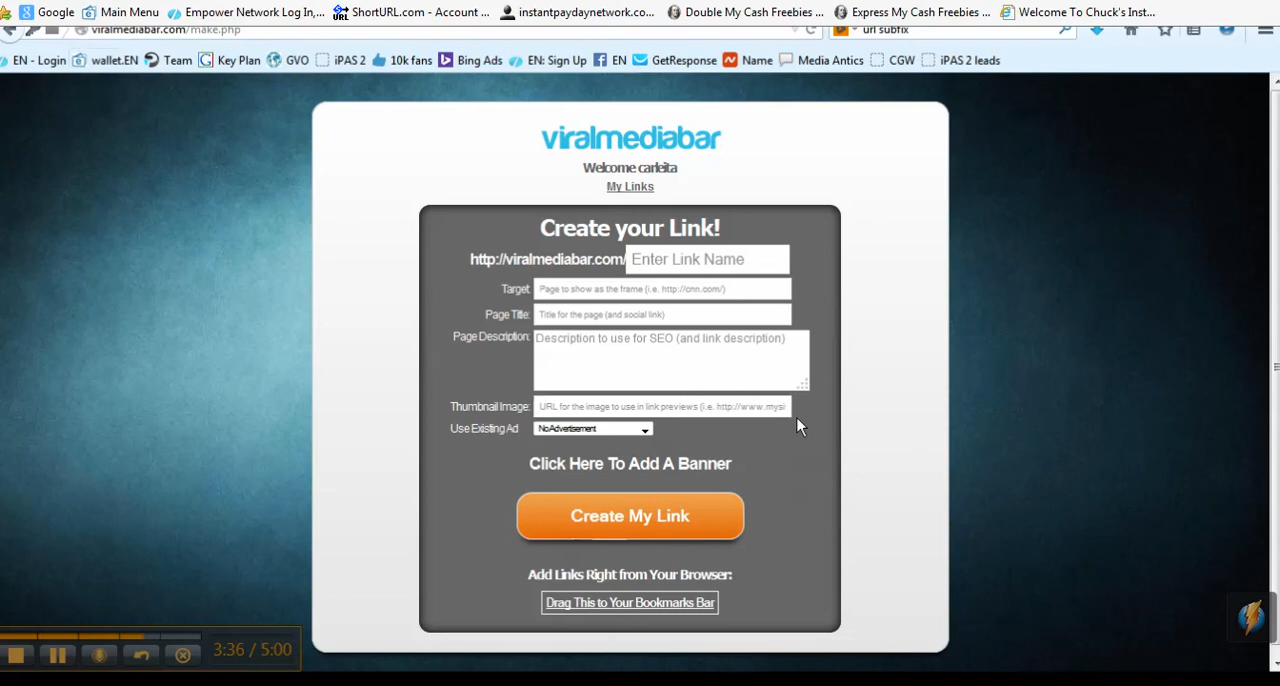 Google Main Menu Empower Network Log In,... ShortURL.com - Account ... instantpaydaynetwork.co... Double My Cash Freebies ... Express My Cash Freebies ... Welcome To Chuck's Inst...
viralmediabar.com/make.php url subfix
EN - Login wallet.EN Team Key Plan GVO iPAS 2 10k fans Bing Ads EN: Sign Up EN GetResponse Name Media Antics CGW iPAS 2 leads
viralmediabar
Welcome carleita
My Links
Create your Link!
http://viralmediabar.com/ Enter Link Name
Target: Page to show as the frame (i.e. http://cnn.com/)
Page Title: Title for the page (and social link)
Page Description: Description to use for SEO (and link description)
Thumbnail Image: URL for the image to use in link previews (i.e. http://www.mysi
Use Existing Ad No Advertisement
Click Here To Add A Banner
Create My Link
Add Links Right from Your Browser:
Drag This to Your Bookmarks Bar
3:36 / 5:00